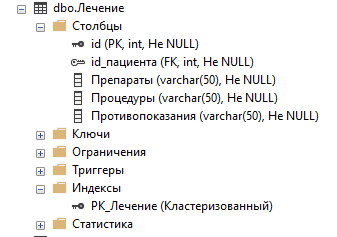 dbo.Лечение
Столбцы
id (PK, int, Не NULL)
id_пациента (FK, int, Не NULL)
Препараты (varchar(50), Не NULL)
Процедуры (varchar(50), Не NULL)
Противопоказания (varchar(50), Не NULL)
Ключи
Ограничения
Триггеры
Индексы
PK_Лечение (Кластеризованный)
Статистика